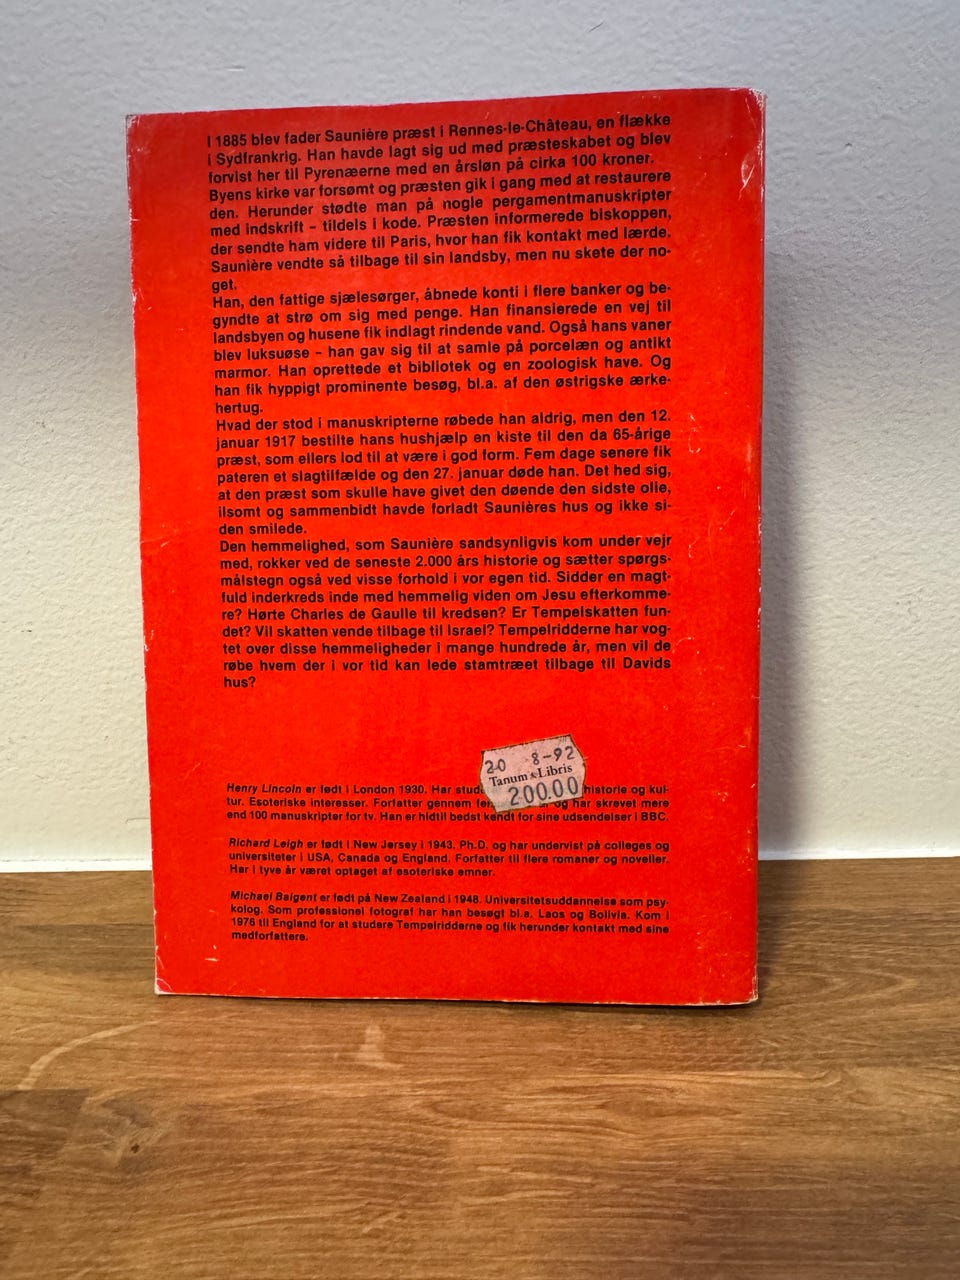 I 1885 blev fader Saunière præst i Rennes-le-Château, en flække
i Sydfrankrig. Han havde lagt sig ud med præsteskabet og blev
forvist her til Pyrenæerne med en årsløn på cirka 100 kroner.
Byens kirke var forsømt og præsten gik i gang med at restaurere
den. Herunder stødte man på nogle pergamentmanuskripter
med indskrift – tildels i kode. Præsten informerede biskoppen,
der sendte ham videre til Paris, hvor han fik kontakt med lærde.
Saunière vendte så tilbage til sin landsby, men nu skete der no-
get.
Han, den fattige sjælesørger, åbnede konti i flere banker og be-
gyndte at strø om sig med penge. Han finansierede en vej til
landsbyen og husene fik indlagt rindende vand. Også hans vaner
blev luksuøse – han gav sig til at samle på porcelæn og antikt
marmor. Han oprettede et bibliotek og en zoologisk have. Og
han fik hyppigt prominente besøg, bl.a. af den østrigske ærke-
hertug.
Hvad der stod i manuskripterne røbede han aldrig, men den 12.
januar 1917 bestilte hans hushjælp en kiste til den da 65-årige
præst, som ellers lod til at være i god form. Fem dage senere fik
pateren et slagtilfælde og den 27. januar døde han. Det hed sig,
at den præst som skulle have givet den døende den sidste olie,
ilsomt og sammenbidt havde forladt Saunières hus og ikke si-
den smilede.
Den hemmelighed, som Saunière sandsynligvis kom under vejr
med, rokker ved de seneste 2.000 års historie og sætter spørgs-
målstegn også ved visse forhold i vor egen tid. Sidder en magt-
fuld inderkreds inde med hemmelig viden om Jesu efterkomme-
re? Hørte Charles de Gaulle til kredsen? Er Tempelskatten fun-
det? Vil skatten vende tilbage til Israel? Tempelridderne har vog-
tet over disse hemmeligheder i mange hundrede år, men vil de
røbe hvem der i vor tid kan lede stamtræet tilbage til Davids
hus?
20 8-92
Tanum & Libris
200.00
Henry Lincoln er født i London 1930. Har historie og kul-
tur. Esoteriske interesser. Forfatter gennem og har skrevet mere
end 100 manuskripter for tv. Han er hidtil bedst kendt for sine udsendelser i BBC.
Richard Leigh er født i New Jersey i 1943. Ph.D. og har undervist på colleges og
universiteter i USA, Canada og England. Forfatter til flere romaner og noveller.
Har i tyve år været optaget af esoteriske emner.
Michael Baigent er født på New Zealand i 1948. Universitetsuddannelse som psy-
kolog. Som professionel fotograf har han besøgt bl.a. Laos og Bolivia. Kom i
1976 til England for at studere Tempelridderne og fik herunder kontakt med sine
medforfattere.